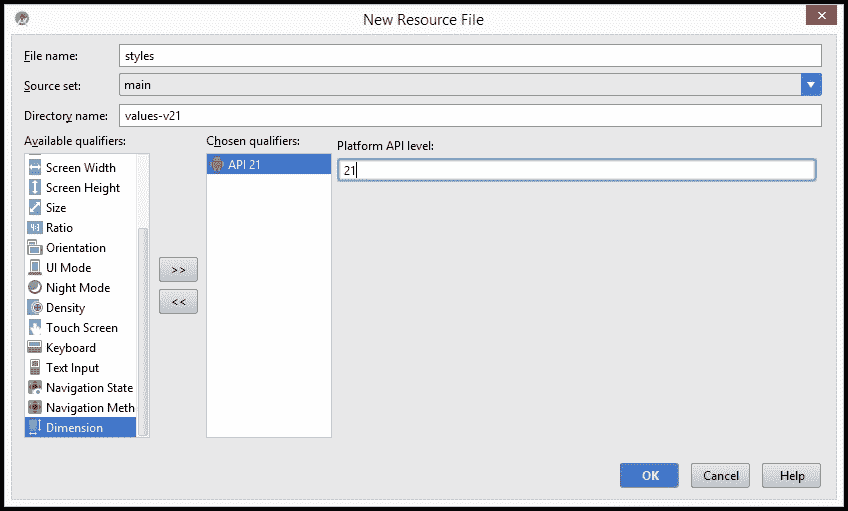 New Resource File
File name:
styles
Source set:
main
Directory name:
values-v21
Available qualifiers:
Screen Width
Screen Height
Size
4:3
Ratio
Orientation
UI Mode
Night Mode
Density
Touch Screen
Keyboard
Text Input
Navigation State
Navigation Meth
Dimension
>>
<<
Chosen qualifiers:
API 21
Platform API level:
21
OK
Cancel
Help